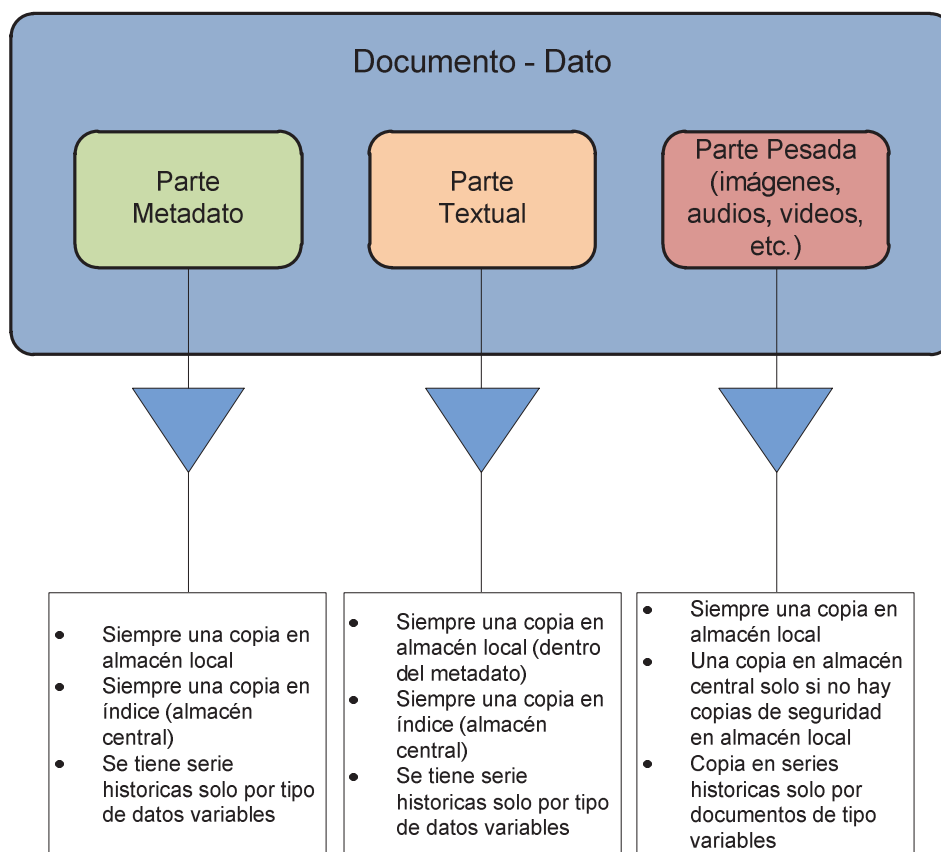 Documento - Dato
Parte
Metadato
Parte
Textual
Parte Pesada
(imágenes,
audios, videos,
etc.)
• Siempre una copia en
almacén local
• Siempre una copia en
índice (almacén
central)
• Se tiene serie
historicas solo por tipo
de datos variables
• Siempre una copia en
almacén local (dentro
del metadato)
• Siempre una copia en
índice (almacén
central)
• Se tiene serie
historicas solo por tipo
de datos variables
• Siempre una copia en
almacén local
• Una copia en almacén
central solo si no hay
copias de seguridad
en almacén local
• Copia en series
historicas solo por
documentos de tipo
variables